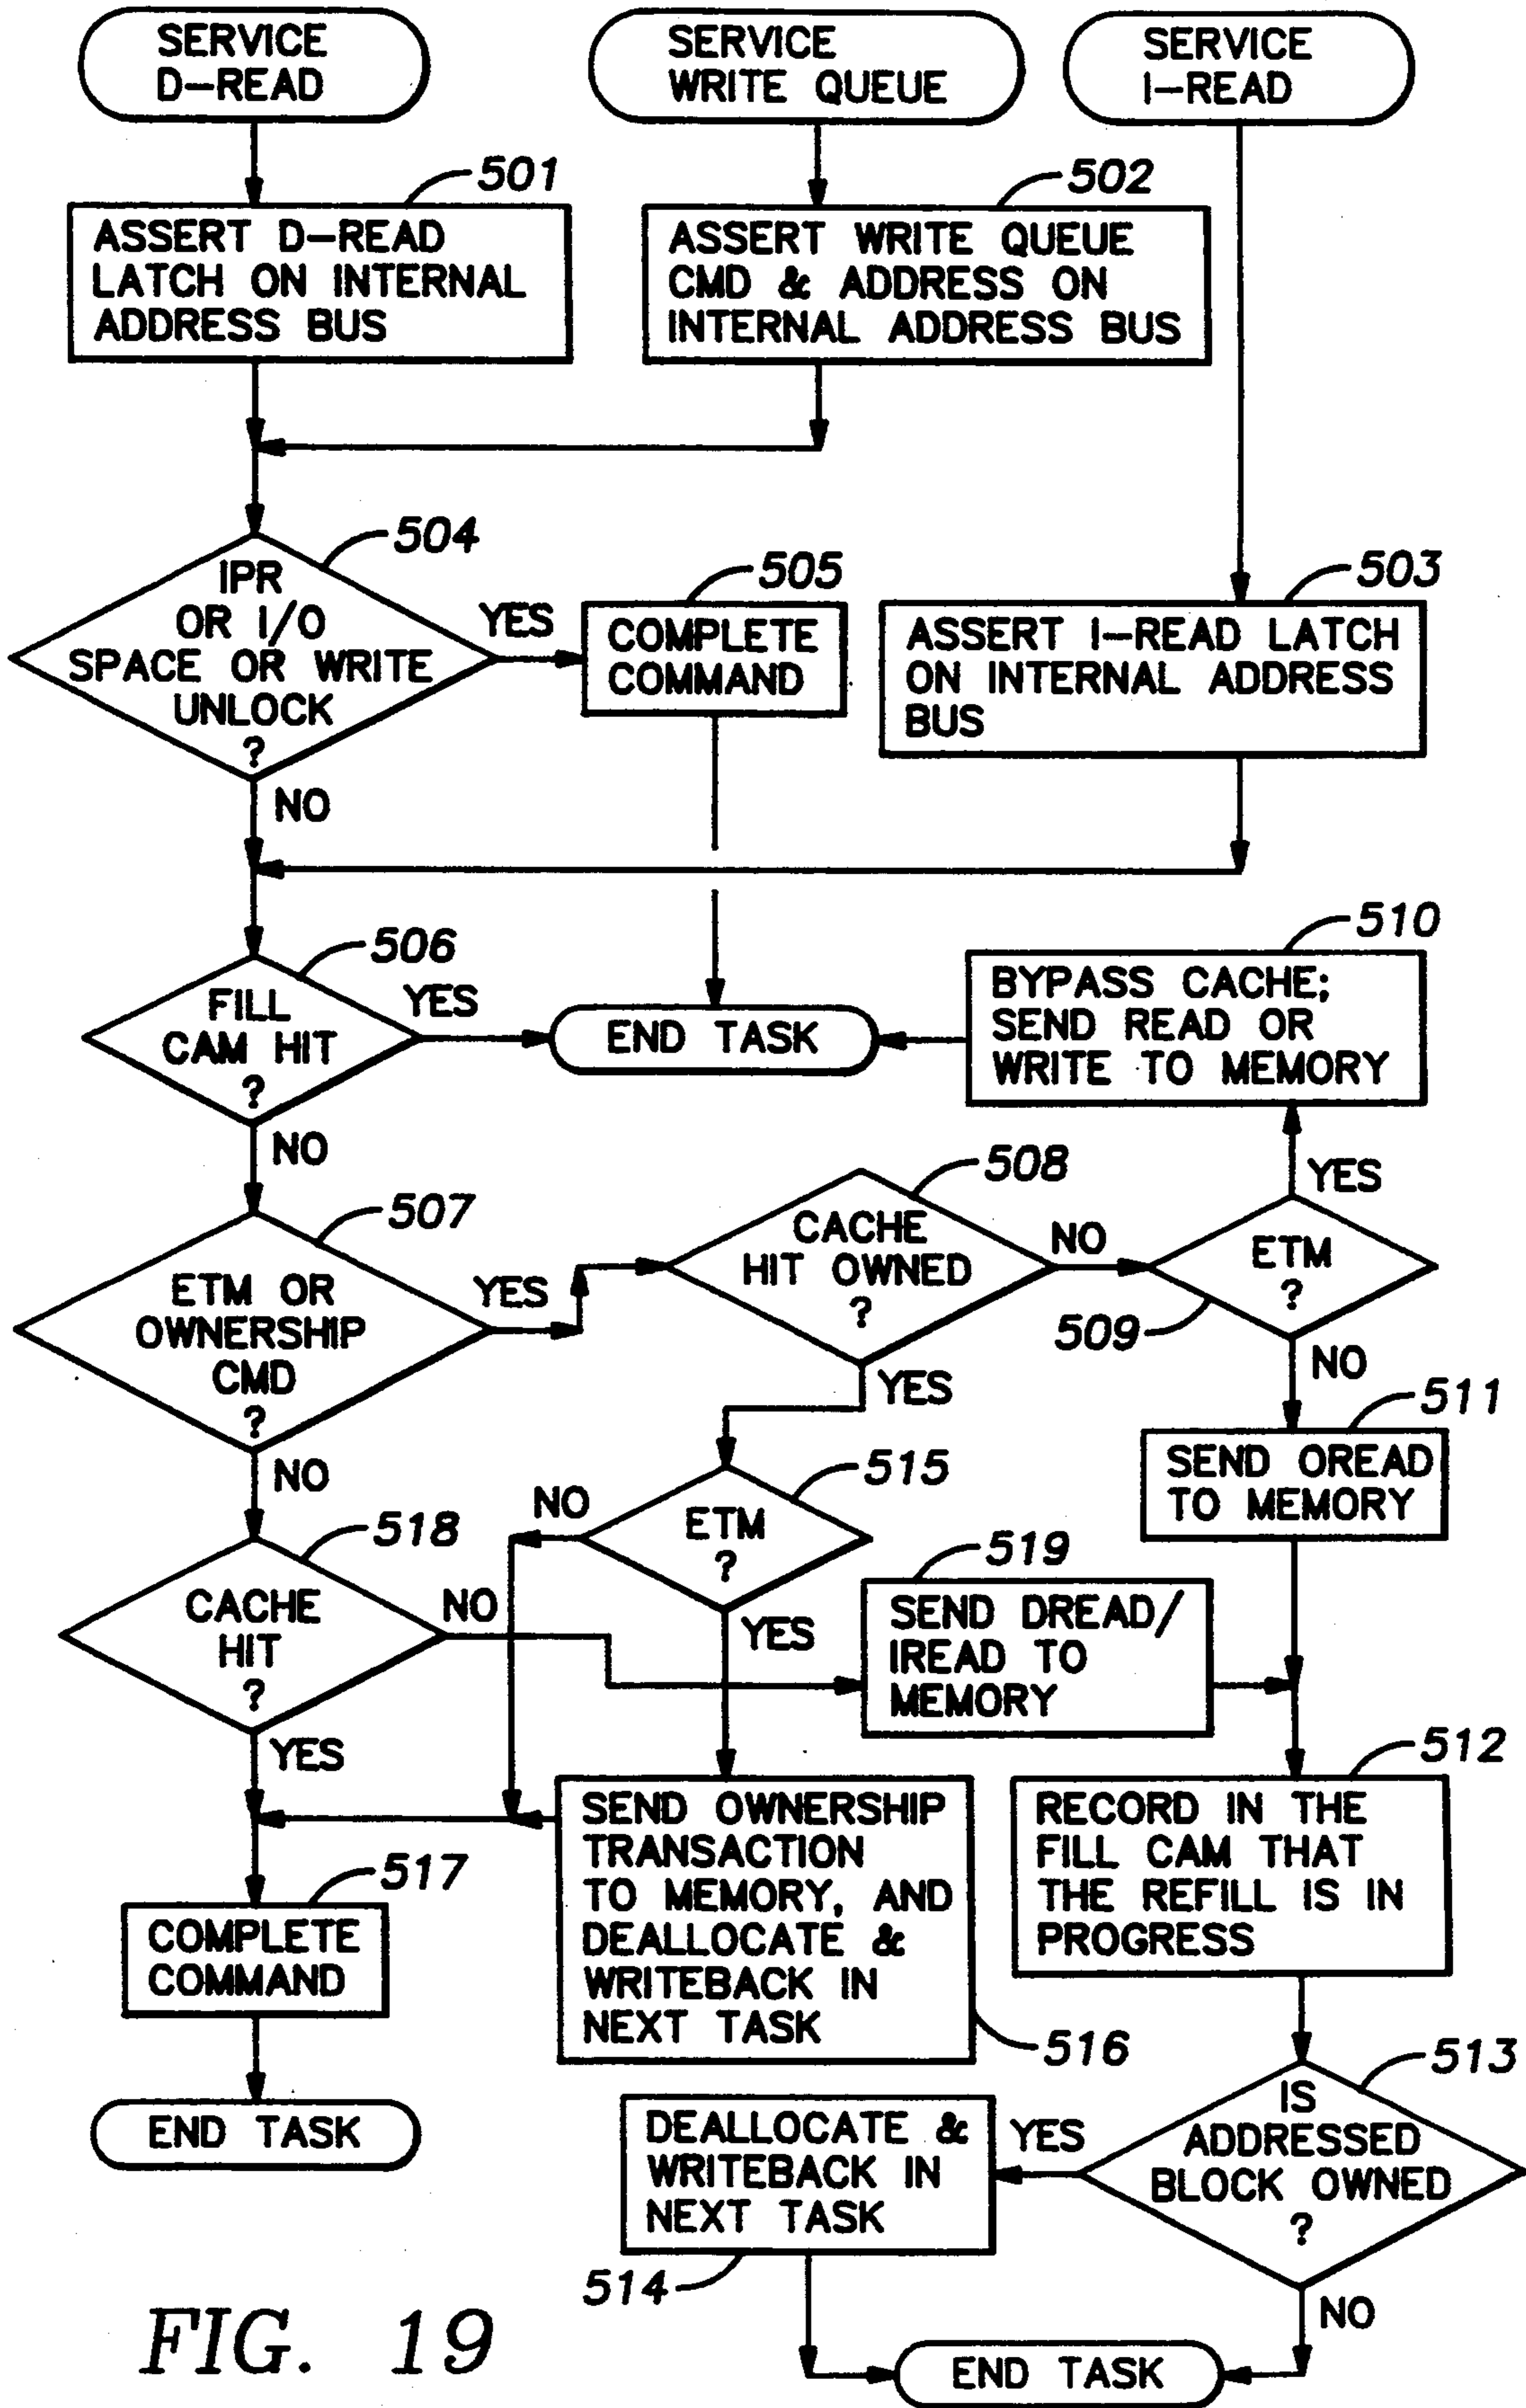 SERVICE
D-READ
SERVICE
WRITE QUEUE
SERVICE
I-READ
501
ASSERT D-READ
LATCH ON INTERNAL
ADDRESS BUS
502
ASSERT WRITE QUEUE
CMD & ADDRESS ON
INTERNAL ADDRESS BUS
504
IPR
OR I/O
SPACE OR WRITE
UNLOCK
?
YES
NO
505
COMPLETE
COMMAND
503
ASSERT I-READ LATCH
ON INTERNAL ADDRESS
BUS
506
FILL
CAM HIT
?
YES
NO
END TASK
510
BYPASS CACHE;
SEND READ OR
WRITE TO MEMORY
507
ETM OR
OWNERSHIP
CMD
?
YES
NO
508
CACHE
HIT OWNED
?
NO
YES
YES
ETM
?
509
NO
511
SEND OREAD
TO MEMORY
518
CACHE
HIT
?
NO
YES
515
NO
ETM
?
YES
519
SEND DREAD/
IREAD TO
MEMORY
512
RECORD IN THE
FILL CAM THAT
THE REFILL IS IN
PROGRESS
517
COMPLETE
COMMAND
END TASK
SEND OWNERSHIP
TRANSACTION
TO MEMORY, AND
DEALLOCATE &
WRITEBACK IN
NEXT TASK
516
513
IS
ADDRESSED
BLOCK OWNED
?
YES
NO
DEALLOCATE &
WRITEBACK IN
NEXT TASK
514
END TASK
FIG. 19